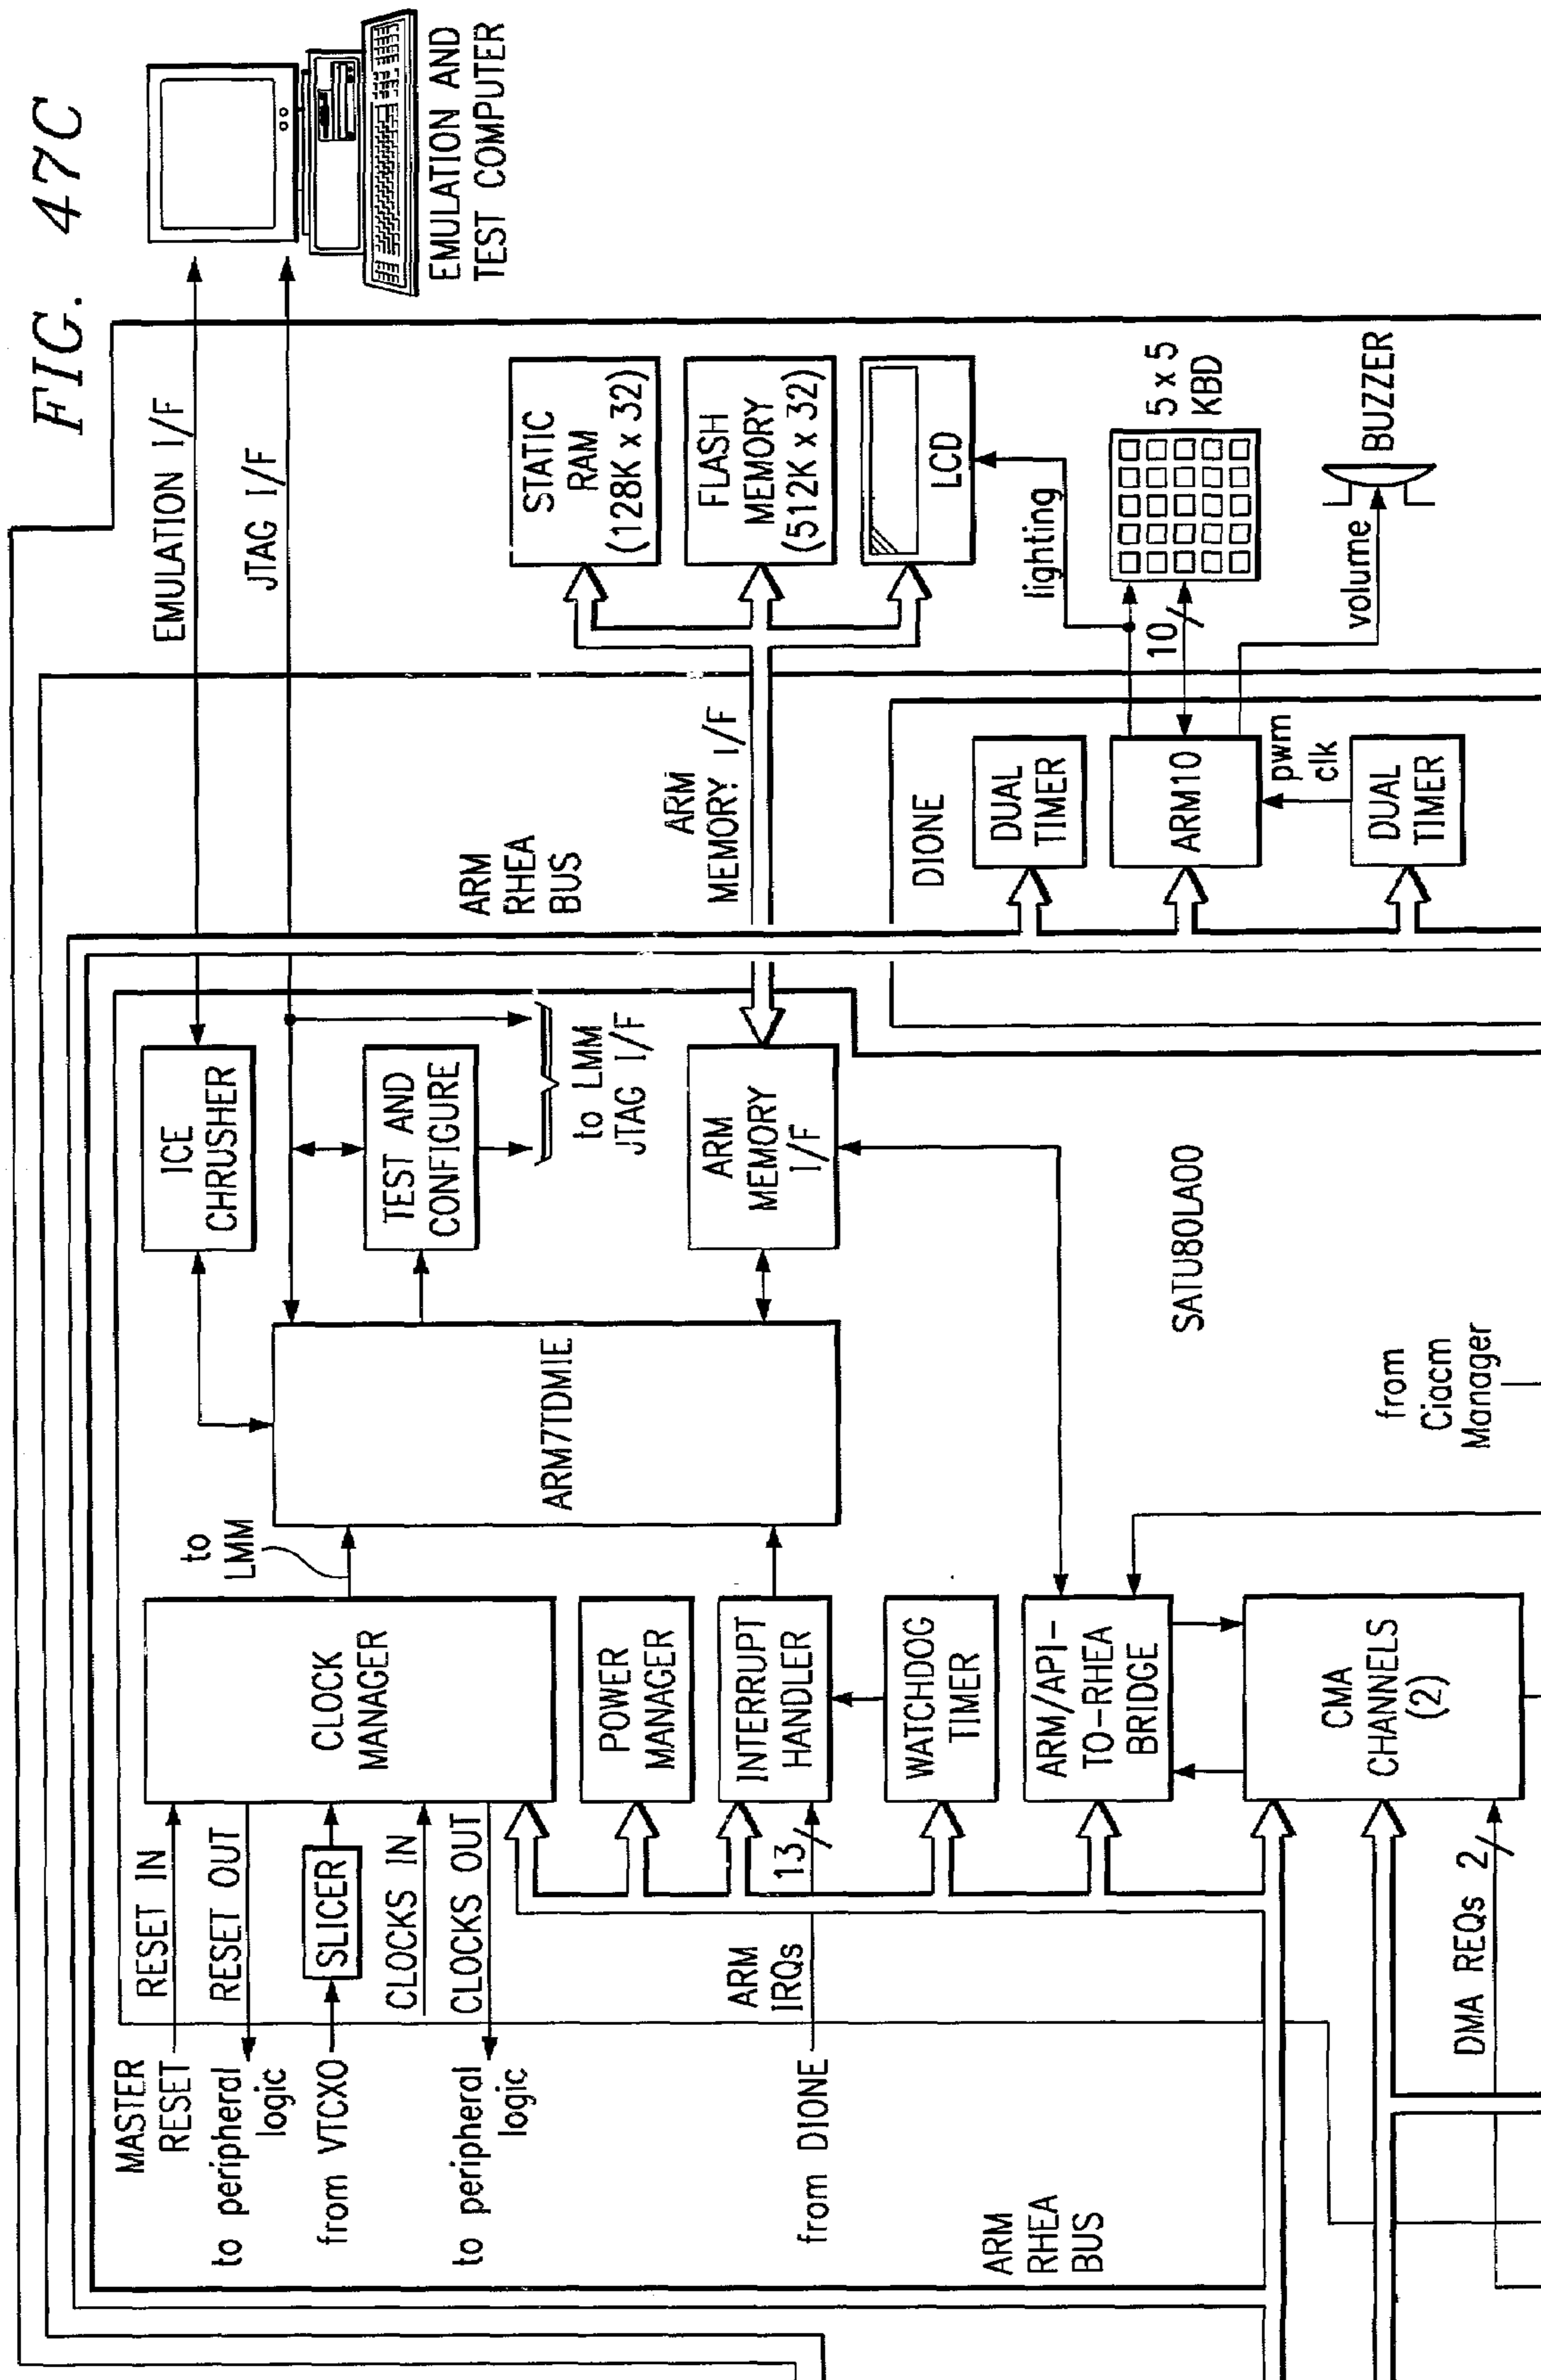 FIG. 47C
EMULATION I/F
JTAG I/F
EMULATION AND
TEST COMPUTER
MASTER
RESET
RESET IN
to peripheral
logic
RESET OUT
from VTCXO
SLICER
CLOCKS IN
to peripheral
logic
CLOCKS OUT
CLOCK
MANAGER
to
LMM
ARM7TDMIE
ICE
CHRUSHER
TEST AND
CONFIGURE
to LMM
JTAG I/F
ARM
RHEA
BUS
STATIC
RAM
(128K x 32)
FLASH
MEMORY
(512K x 32)
LCD
ARM
MEMORY I/F
ARM
MEMORY
I/F
POWER
MANAGER
INTERRUPT
HANDLER
from DIONE
ARM
IRQs
13
WATCHDOG
TIMER
ARM/API-
TO-RHEA
BRIDGE
CMA
CHANNELS
(2)
ARM
RHEA
BUS
DMA REQs
2
SATU80LA00
from
Ciacm
Manager
DIONE
DUAL
TIMER
ARM10
pwm
clk
DUAL
TIMER
lighting
10
5 x 5
KBD
volume
BUZZER